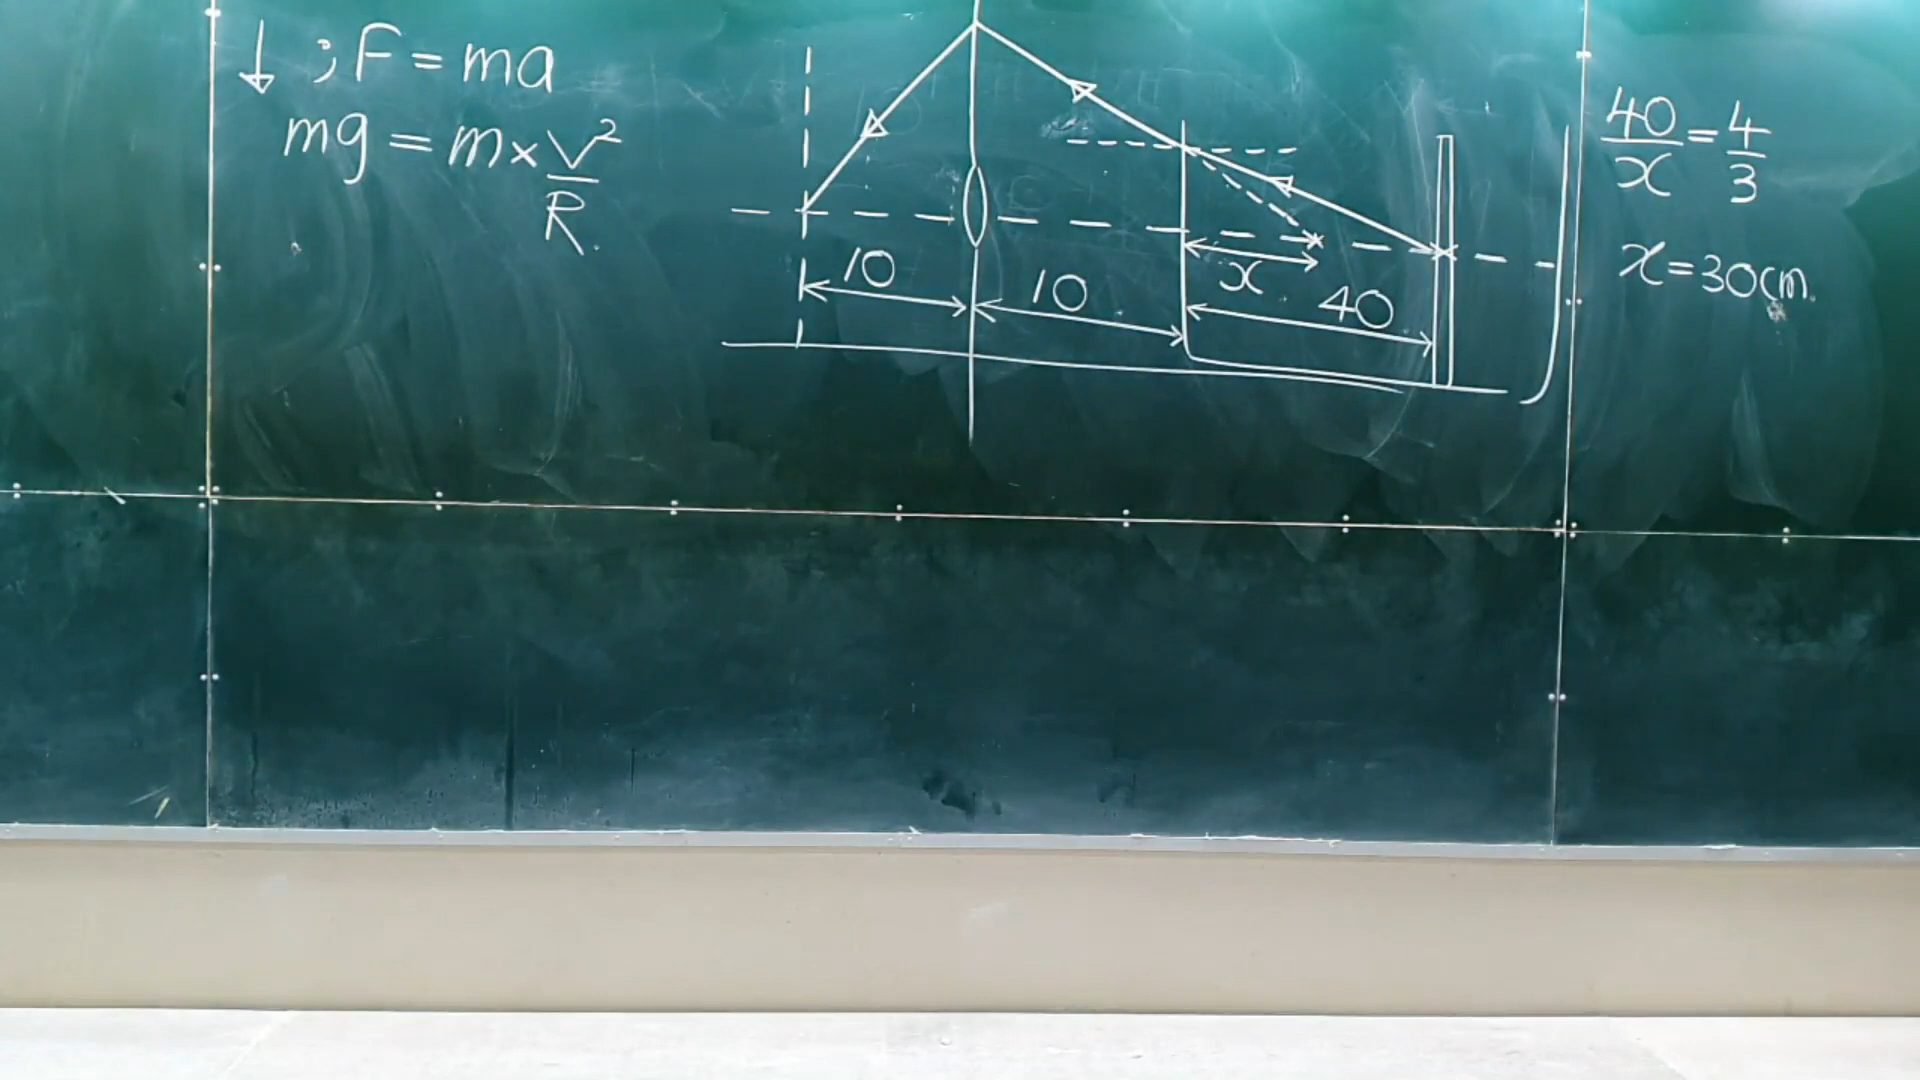 ↓ ; F = ma
mg = m × V²/R.
10
10
x
40
40/x = 4/3
x = 30cm.